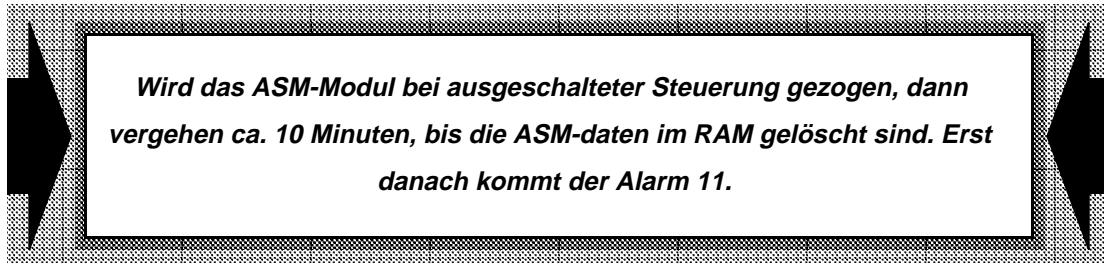 Wird das ASM-Modul bei ausgeschalteter Steuerung gezogen, dann
vergehen ca. 10 Minuten, bis die ASM-daten im RAM gelöscht sind. Erst
danach kommt der Alarm 11.